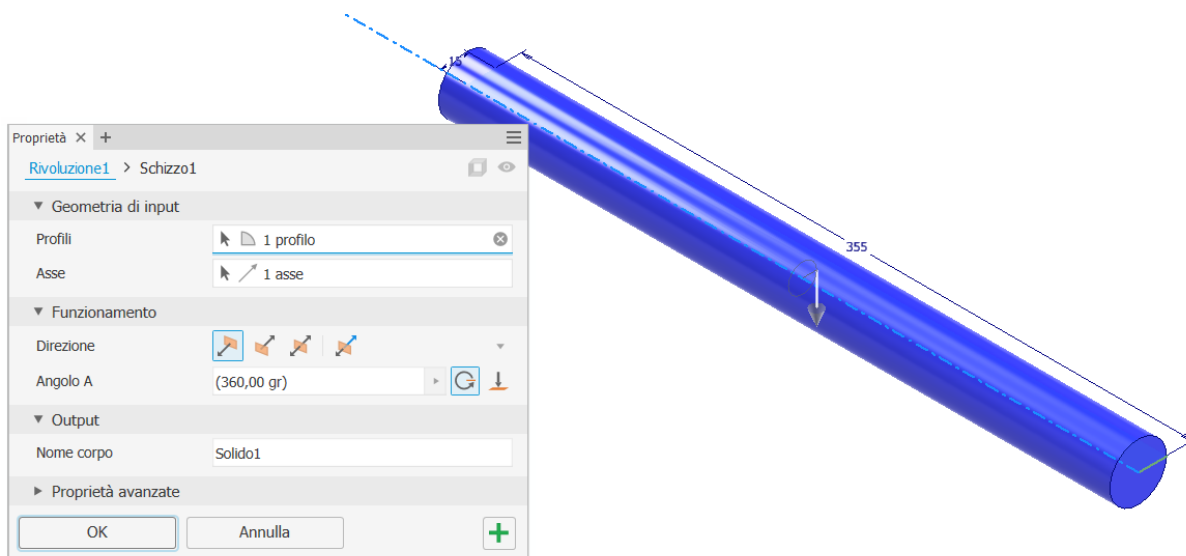 15
355
Proprietà
Rivoluzione1 > Schizzo1
Geometria di input
Profili 1 profilo
Asse 1 asse
Funzionamento
Direzione
Angolo A (360,00 gr)
Output
Nome corpo Solido1
Proprietà avanzate
OK Annulla